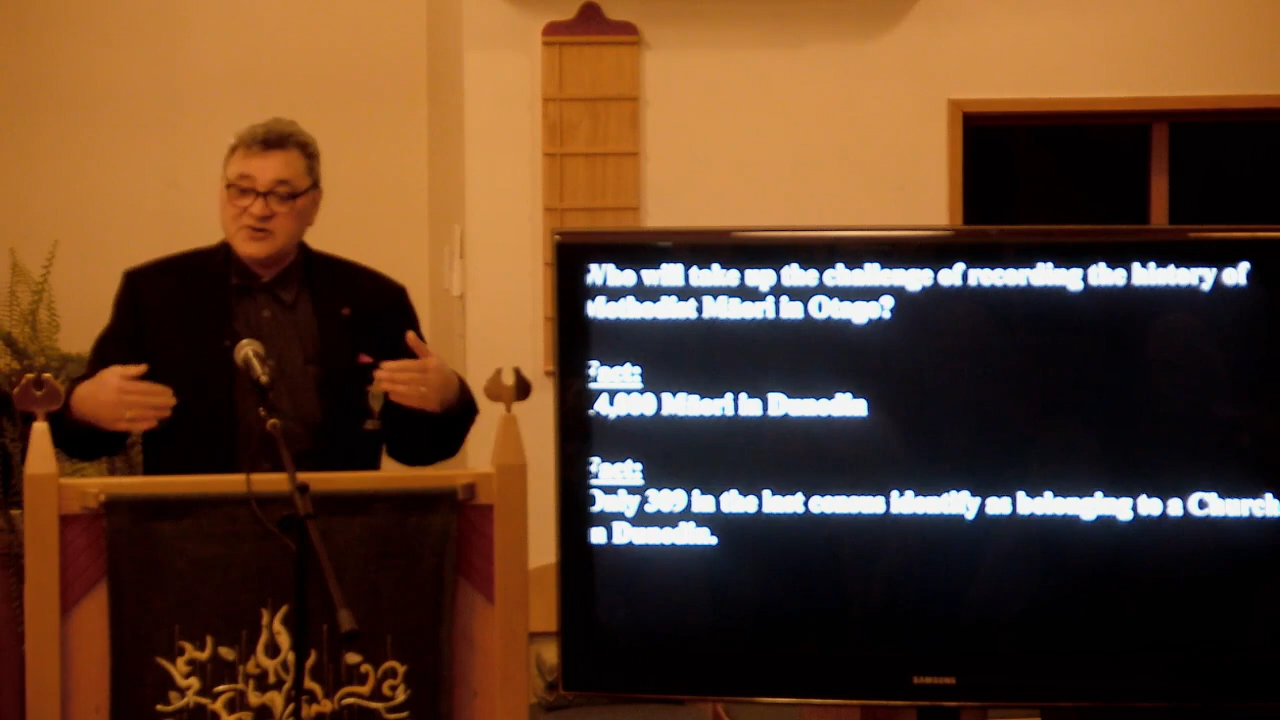 Who will take up the challenge of recording the history of
Methodist Māori in Otago?
Fact:
4,000 Māori in Dunedin
Fact:
Only 309 in the last census identify as belonging to a Church
in Dunedin.
SAMSUNG